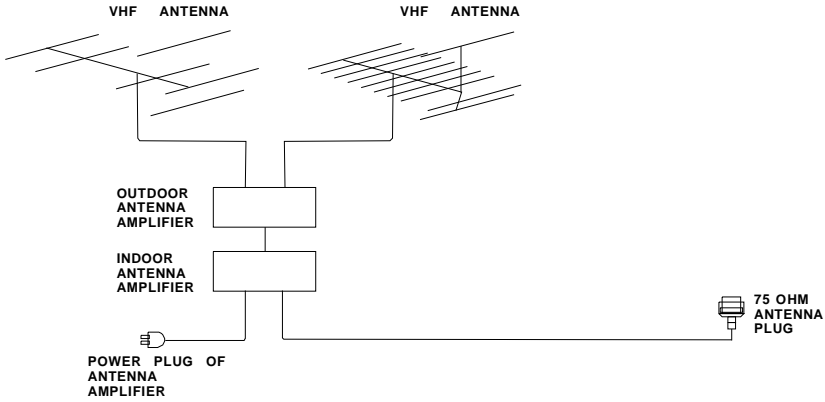 VHF ANTENNA
VHF ANTENNA
OUTDOOR
ANTENNA
AMPLIFIER
INDOOR
ANTENNA
AMPLIFIER
75 OHM
ANTENNA
PLUG
POWER PLUG OF
ANTENNA
AMPLIFIER